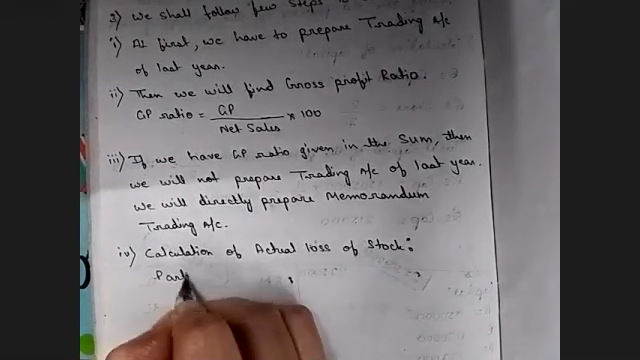 3) We shall follow few steps to
i) At first, we have to prepare Trading A/c
of last year.
ii) Then we will find Gross profit Ratio.
GP ratio = GP / Net Sales × 100
iii) If we have GP ratio given in the Sum, then
we will not prepare Trading A/c of last year.
We will directly prepare Memorandum
Trading A/c.
iv) Calculation of Actual loss of Stock:
Part